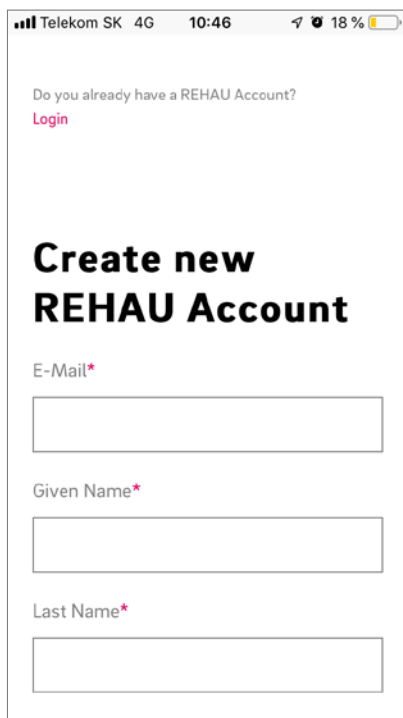 Telekom SK 4G 10:46 18 %
Do you already have a REHAU Account?
Login
Create new
REHAU Account
E-Mail*
Given Name*
Last Name*